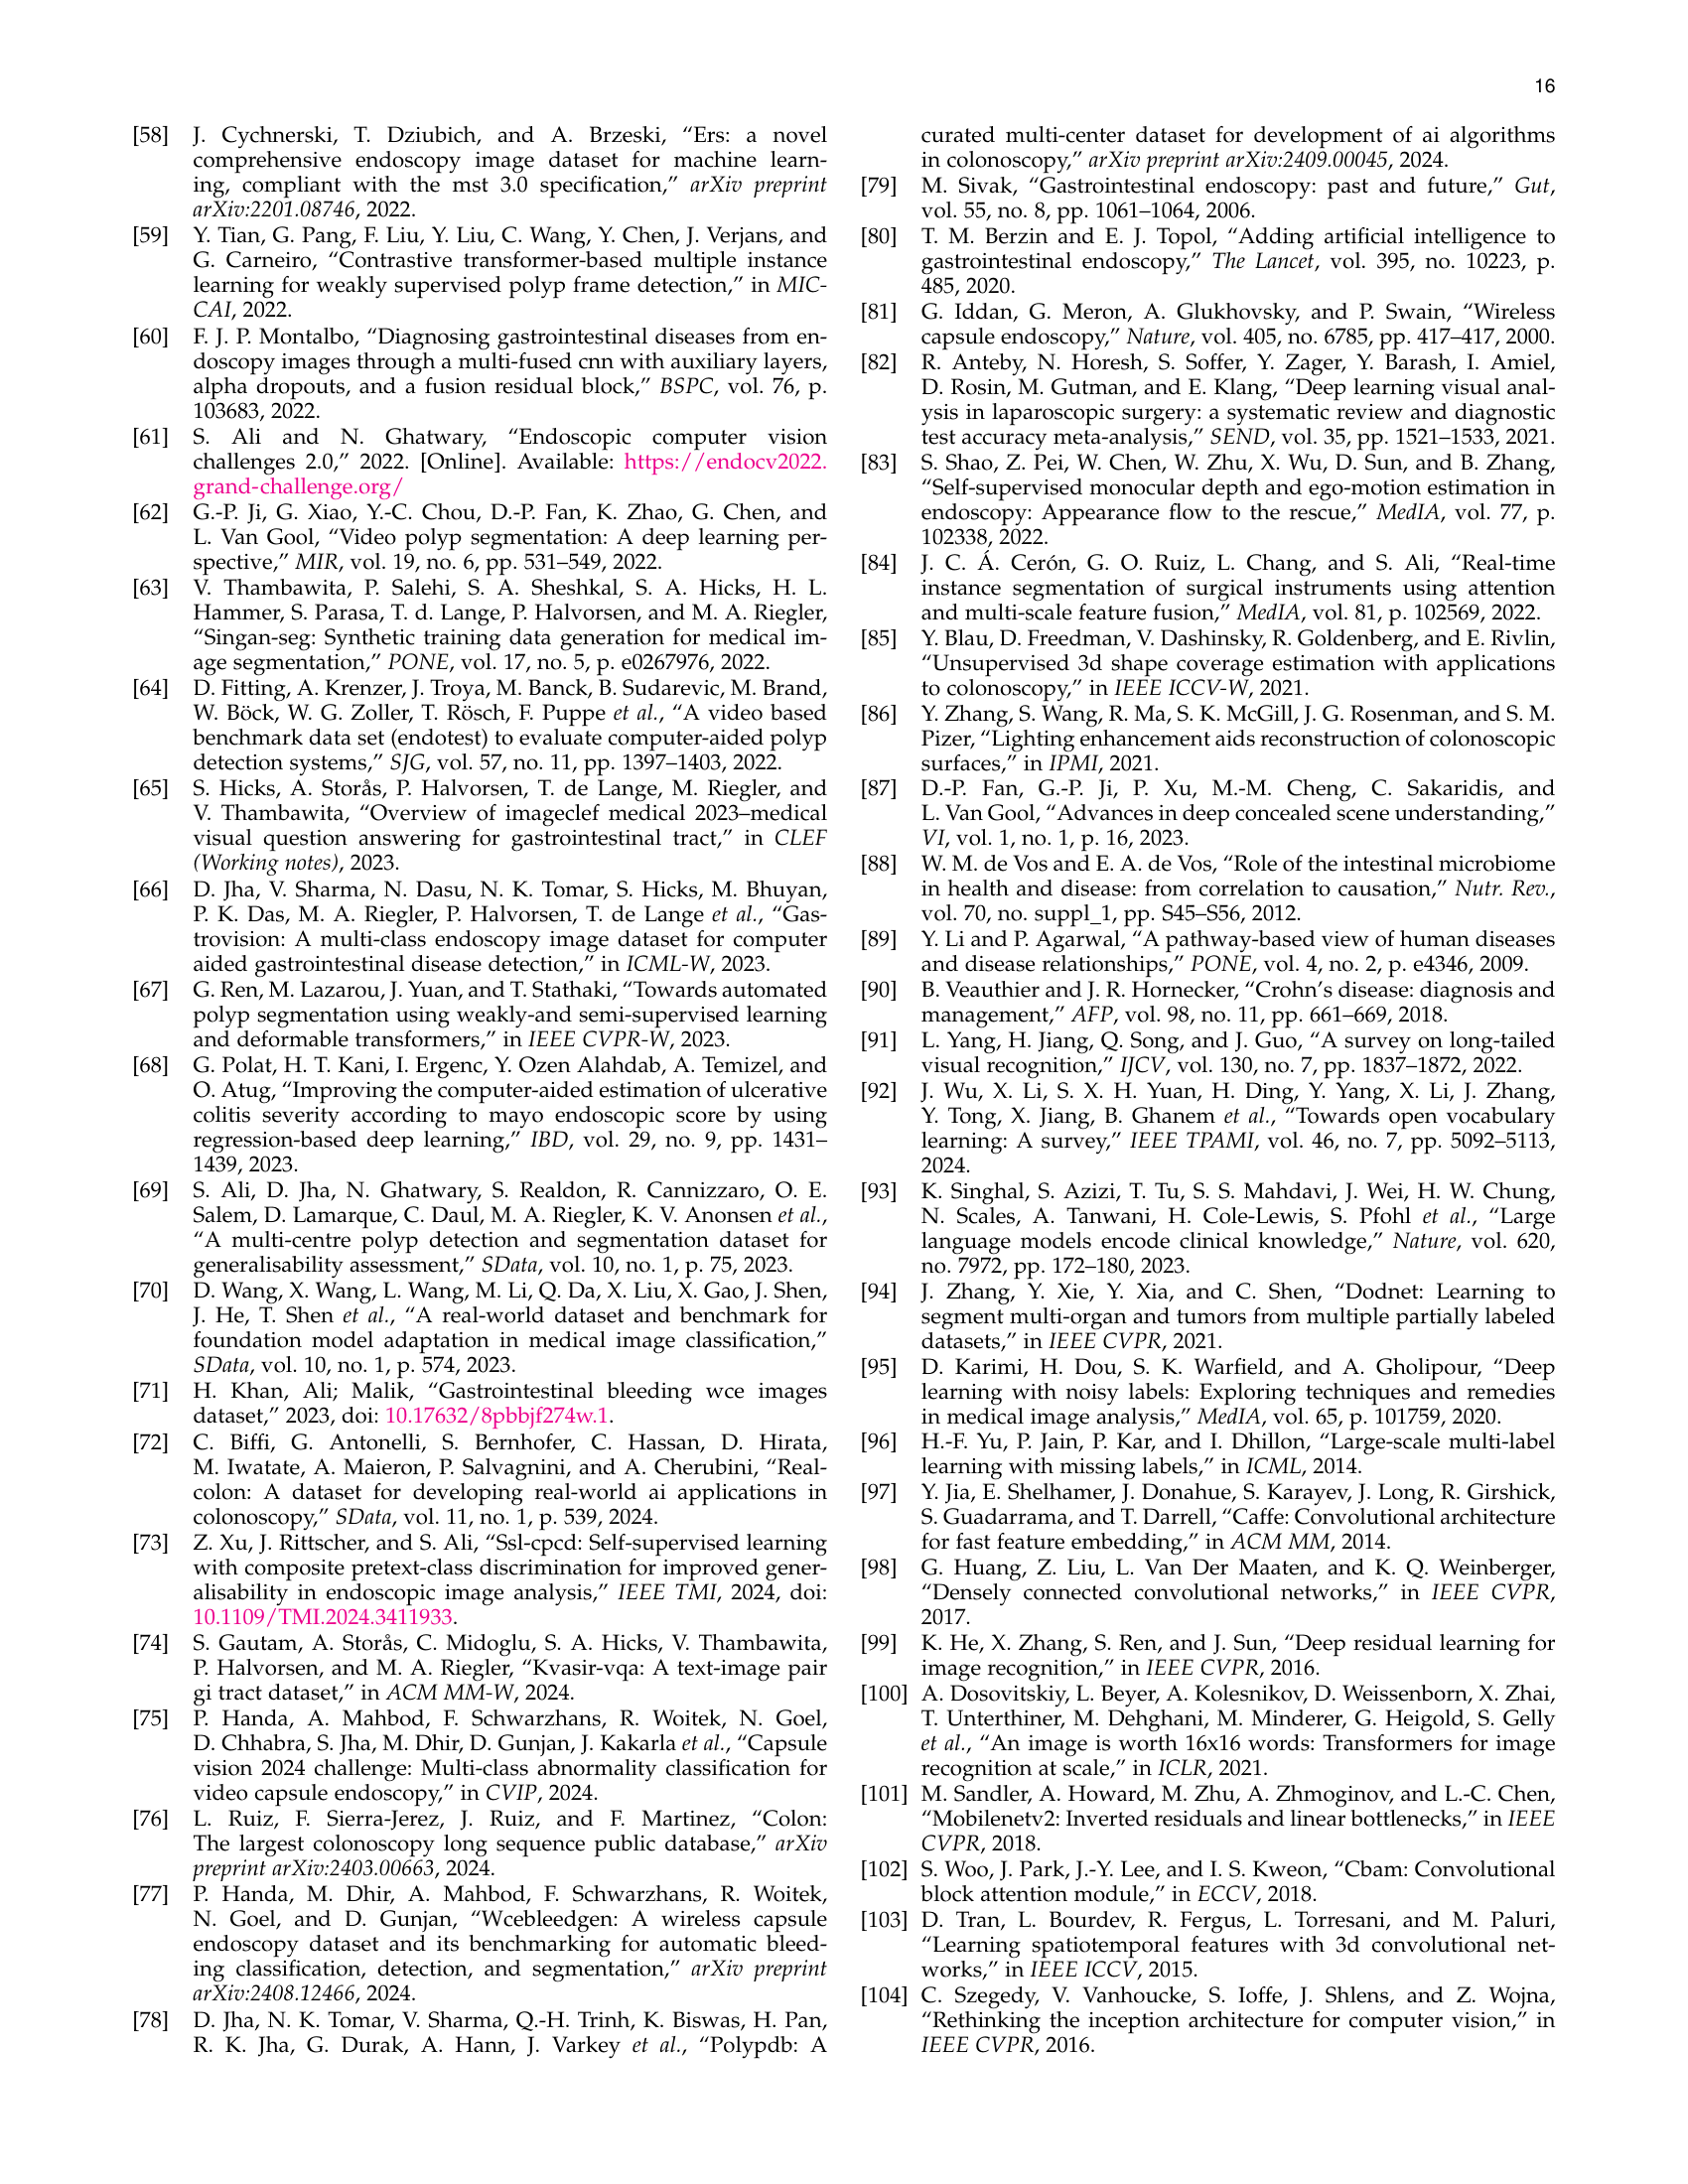 16
[58] J. Cychnerski, T. Dziubich, and A. Brzeski, “Ers: a novel
comprehensive endoscopy image dataset for machine learn-
ing, compliant with the mst 3.0 specification,” arXiv preprint
arXiv:2201.08746, 2022.
[59] Y. Tian, G. Pang, F. Liu, Y. Liu, C. Wang, Y. Chen, J. Verjans, and
G. Carneiro, “Contrastive transformer-based multiple instance
learning for weakly supervised polyp frame detection,” in MIC-
CAI, 2022.
[60] F. J. P. Montalbo, “Diagnosing gastrointestinal diseases from en-
doscopy images through a multi-fused cnn with auxiliary layers,
alpha dropouts, and a fusion residual block,” BSPC, vol. 76, p.
103683, 2022.
[61] S. Ali and N. Ghatwary, “Endoscopic computer vision
challenges 2.0,” 2022. [Online]. Available: https://endocv2022.
grand-challenge.org/
[62] G.-P. Ji, G. Xiao, Y.-C. Chou, D.-P. Fan, K. Zhao, G. Chen, and
L. Van Gool, “Video polyp segmentation: A deep learning per-
spective,” MIR, vol. 19, no. 6, pp. 531–549, 2022.
[63] V. Thambawita, P. Salehi, S. A. Sheshkal, S. A. Hicks, H. L.
Hammer, S. Parasa, T. d. Lange, P. Halvorsen, and M. A. Riegler,
“Singan-seg: Synthetic training data generation for medical im-
age segmentation,” PONE, vol. 17, no. 5, p. e0267976, 2022.
[64] D. Fitting, A. Krenzer, J. Troya, M. Banck, B. Sudarevic, M. Brand,
W. Böck, W. G. Zoller, T. Rösch, F. Puppe et al., “A video based
benchmark data set (endotest) to evaluate computer-aided polyp
detection systems,” SJG, vol. 57, no. 11, pp. 1397–1403, 2022.
[65] S. Hicks, A. Storås, P. Halvorsen, T. de Lange, M. Riegler, and
V. Thambawita, “Overview of imageclef medical 2023–medical
visual question answering for gastrointestinal tract,” in CLEF
(Working notes), 2023.
[66] D. Jha, V. Sharma, N. Dasu, N. K. Tomar, S. Hicks, M. Bhuyan,
P. K. Das, M. A. Riegler, P. Halvorsen, T. de Lange et al., “Gas-
trovision: A multi-class endoscopy image dataset for computer
aided gastrointestinal disease detection,” in ICML-W, 2023.
[67] G. Ren, M. Lazarou, J. Yuan, and T. Stathaki, “Towards automated
polyp segmentation using weakly-and semi-supervised learning
and deformable transformers,” in IEEE CVPR-W, 2023.
[68] G. Polat, H. T. Kani, I. Ergenc, Y. Ozen Alahdab, A. Temizel, and
O. Atug, “Improving the computer-aided estimation of ulcerative
colitis severity according to mayo endoscopic score by using
regression-based deep learning,” IBD, vol. 29, no. 9, pp. 1431–
1439, 2023.
[69] S. Ali, D. Jha, N. Ghatwary, S. Realdon, R. Cannizzaro, O. E.
Salem, D. Lamarque, C. Daul, M. A. Riegler, K. V. Anonsen et al.,
“A multi-centre polyp detection and segmentation dataset for
generalisability assessment,” SData, vol. 10, no. 1, p. 75, 2023.
[70] D. Wang, X. Wang, L. Wang, M. Li, Q. Da, X. Liu, X. Gao, J. Shen,
J. He, T. Shen et al., “A real-world dataset and benchmark for
foundation model adaptation in medical image classification,”
SData, vol. 10, no. 1, p. 574, 2023.
[71] H. Khan, Ali; Malik, “Gastrointestinal bleeding wce images
dataset,” 2023, doi: 10.17632/8pbbjf274w.1.
[72] C. Biffi, G. Antonelli, S. Bernhofer, C. Hassan, D. Hirata,
M. Iwatate, A. Maieron, P. Salvagnini, and A. Cherubini, “Real-
colon: A dataset for developing real-world ai applications in
colonoscopy,” SData, vol. 11, no. 1, p. 539, 2024.
[73] Z. Xu, J. Rittscher, and S. Ali, “Ssl-cpcd: Self-supervised learning
with composite pretext-class discrimination for improved gener-
alisability in endoscopic image analysis,” IEEE TMI, 2024, doi:
10.1109/TMI.2024.3411933.
[74] S. Gautam, A. Storås, C. Midoglu, S. A. Hicks, V. Thambawita,
P. Halvorsen, and M. A. Riegler, “Kvasir-vqa: A text-image pair
gi tract dataset,” in ACM MM-W, 2024.
[75] P. Handa, A. Mahbod, F. Schwarzhans, R. Woitek, N. Goel,
D. Chhabra, S. Jha, M. Dhir, D. Gunjan, J. Kakarla et al., “Capsule
vision 2024 challenge: Multi-class abnormality classification for
video capsule endoscopy,” in CVIP, 2024.
[76] L. Ruiz, F. Sierra-Jerez, J. Ruiz, and F. Martinez, “Colon:
The largest colonoscopy long sequence public database,” arXiv
preprint arXiv:2403.00663, 2024.
[77] P. Handa, M. Dhir, A. Mahbod, F. Schwarzhans, R. Woitek,
N. Goel, and D. Gunjan, “Wcebleedgen: A wireless capsule
endoscopy dataset and its benchmarking for automatic bleed-
ing classification, detection, and segmentation,” arXiv preprint
arXiv:2408.12466, 2024.
[78] D. Jha, N. K. Tomar, V. Sharma, Q.-H. Trinh, K. Biswas, H. Pan,
R. K. Jha, G. Durak, A. Hann, J. Varkey et al., “Polypdb: A
curated multi-center dataset for development of ai algorithms
in colonoscopy,” arXiv preprint arXiv:2409.00045, 2024.
[79] M. Sivak, “Gastrointestinal endoscopy: past and future,” Gut,
vol. 55, no. 8, pp. 1061–1064, 2006.
[80] T. M. Berzin and E. J. Topol, “Adding artificial intelligence to
gastrointestinal endoscopy,” The Lancet, vol. 395, no. 10223, p.
485, 2020.
[81] G. Iddan, G. Meron, A. Glukhovsky, and P. Swain, “Wireless
capsule endoscopy,” Nature, vol. 405, no. 6785, pp. 417–417, 2000.
[82] R. Anteby, N. Horesh, S. Soffer, Y. Zager, Y. Barash, I. Amiel,
D. Rosin, M. Gutman, and E. Klang, “Deep learning visual anal-
ysis in laparoscopic surgery: a systematic review and diagnostic
test accuracy meta-analysis,” SEND, vol. 35, pp. 1521–1533, 2021.
[83] S. Shao, Z. Pei, W. Chen, W. Zhu, X. Wu, D. Sun, and B. Zhang,
“Self-supervised monocular depth and ego-motion estimation in
endoscopy: Appearance flow to the rescue,” MedIA, vol. 77, p.
102338, 2022.
[84] J. C. Á. Cerón, G. O. Ruiz, L. Chang, and S. Ali, “Real-time
instance segmentation of surgical instruments using attention
and multi-scale feature fusion,” MedIA, vol. 81, p. 102569, 2022.
[85] Y. Blau, D. Freedman, V. Dashinsky, R. Goldenberg, and E. Rivlin,
“Unsupervised 3d shape coverage estimation with applications
to colonoscopy,” in IEEE ICCV-W, 2021.
[86] Y. Zhang, S. Wang, R. Ma, S. K. McGill, J. G. Rosenman, and S. M.
Pizer, “Lighting enhancement aids reconstruction of colonoscopic
surfaces,” in IPMI, 2021.
[87] D.-P. Fan, G.-P. Ji, P. Xu, M.-M. Cheng, C. Sakaridis, and
L. Van Gool, “Advances in deep concealed scene understanding,”
VI, vol. 1, no. 1, p. 16, 2023.
[88] W. M. de Vos and E. A. de Vos, “Role of the intestinal microbiome
in health and disease: from correlation to causation,” Nutr. Rev.,
vol. 70, no. suppl_1, pp. S45–S56, 2012.
[89] Y. Li and P. Agarwal, “A pathway-based view of human diseases
and disease relationships,” PONE, vol. 4, no. 2, p. e4346, 2009.
[90] B. Veauthier and J. R. Hornecker, “Crohn’s disease: diagnosis and
management,” AFP, vol. 98, no. 11, pp. 661–669, 2018.
[91] L. Yang, H. Jiang, Q. Song, and J. Guo, “A survey on long-tailed
visual recognition,” IJCV, vol. 130, no. 7, pp. 1837–1872, 2022.
[92] J. Wu, X. Li, S. X. H. Yuan, H. Ding, Y. Yang, X. Li, J. Zhang,
Y. Tong, X. Jiang, B. Ghanem et al., “Towards open vocabulary
learning: A survey,” IEEE TPAMI, vol. 46, no. 7, pp. 5092–5113,
2024.
[93] K. Singhal, S. Azizi, T. Tu, S. S. Mahdavi, J. Wei, H. W. Chung,
N. Scales, A. Tanwani, H. Cole-Lewis, S. Pfohl et al., “Large
language models encode clinical knowledge,” Nature, vol. 620,
no. 7972, pp. 172–180, 2023.
[94] J. Zhang, Y. Xie, Y. Xia, and C. Shen, “Dodnet: Learning to
segment multi-organ and tumors from multiple partially labeled
datasets,” in IEEE CVPR, 2021.
[95] D. Karimi, H. Dou, S. K. Warfield, and A. Gholipour, “Deep
learning with noisy labels: Exploring techniques and remedies
in medical image analysis,” MedIA, vol. 65, p. 101759, 2020.
[96] H.-F. Yu, P. Jain, P. Kar, and I. Dhillon, “Large-scale multi-label
learning with missing labels,” in ICML, 2014.
[97] Y. Jia, E. Shelhamer, J. Donahue, S. Karayev, J. Long, R. Girshick,
S. Guadarrama, and T. Darrell, “Caffe: Convolutional architecture
for fast feature embedding,” in ACM MM, 2014.
[98] G. Huang, Z. Liu, L. Van Der Maaten, and K. Q. Weinberger,
“Densely connected convolutional networks,” in IEEE CVPR,
2017.
[99] K. He, X. Zhang, S. Ren, and J. Sun, “Deep residual learning for
image recognition,” in IEEE CVPR, 2016.
[100] A. Dosovitskiy, L. Beyer, A. Kolesnikov, D. Weissenborn, X. Zhai,
T. Unterthiner, M. Dehghani, M. Minderer, G. Heigold, S. Gelly
et al., “An image is worth 16x16 words: Transformers for image
recognition at scale,” in ICLR, 2021.
[101] M. Sandler, A. Howard, M. Zhu, A. Zhmoginov, and L.-C. Chen,
“Mobilenetv2: Inverted residuals and linear bottlenecks,” in IEEE
CVPR, 2018.
[102] S. Woo, J. Park, J.-Y. Lee, and I. S. Kweon, “Cbam: Convolutional
block attention module,” in ECCV, 2018.
[103] D. Tran, L. Bourdev, R. Fergus, L. Torresani, and M. Paluri,
“Learning spatiotemporal features with 3d convolutional net-
works,” in IEEE ICCV, 2015.
[104] C. Szegedy, V. Vanhoucke, S. Ioffe, J. Shlens, and Z. Wojna,
“Rethinking the inception architecture for computer vision,” in
IEEE CVPR, 2016.